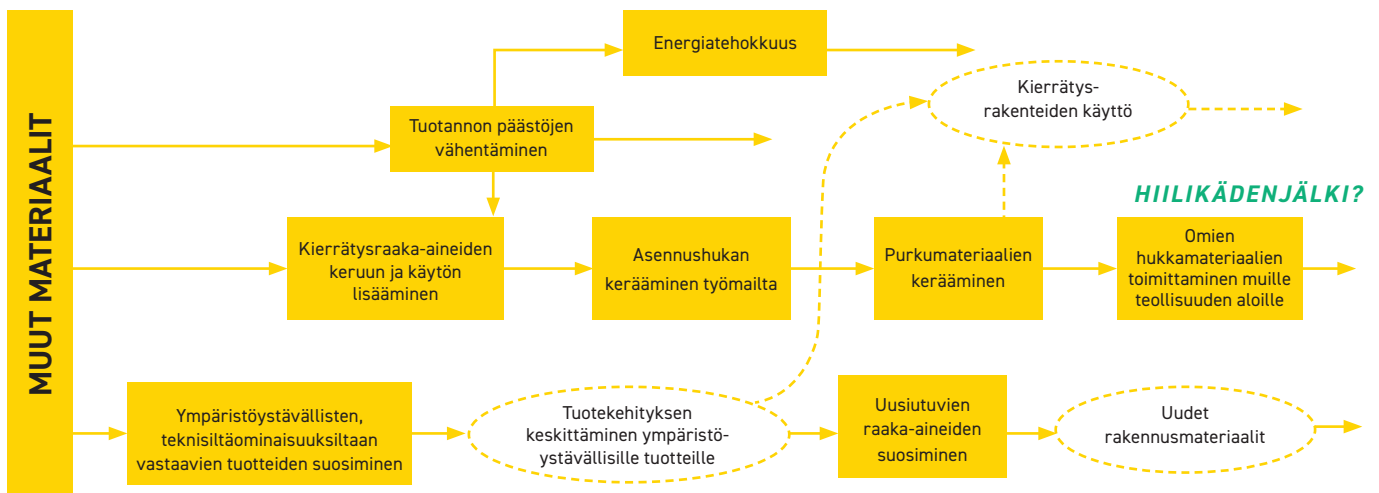 MUUT MATERIAALIT
Energiatehokkuus
Kierrätys-
rakenteiden käyttö
Tuotannon päästöjen
vähentäminen
HIILIKÄDENJÄLKI?
Kierrätysraaka-aineiden
keruun ja käytön
lisääminen
Asennushukan
kerääminen työmailta
Purkumateriaalien
kerääminen
Omien
hukkamateriaalien
toimittaminen muille
teollisuuden aloille
Ympäristöystävällisten,
teknisiltäominaisuuksiltaan
vastaavien tuotteiden suosiminen
Tuotekehityksen
keskittäminen ympäristö-
ystävällisille tuotteille
Uusiutuvien
raaka-aineiden
suosiminen
Uudet
rakennusmateriaalit